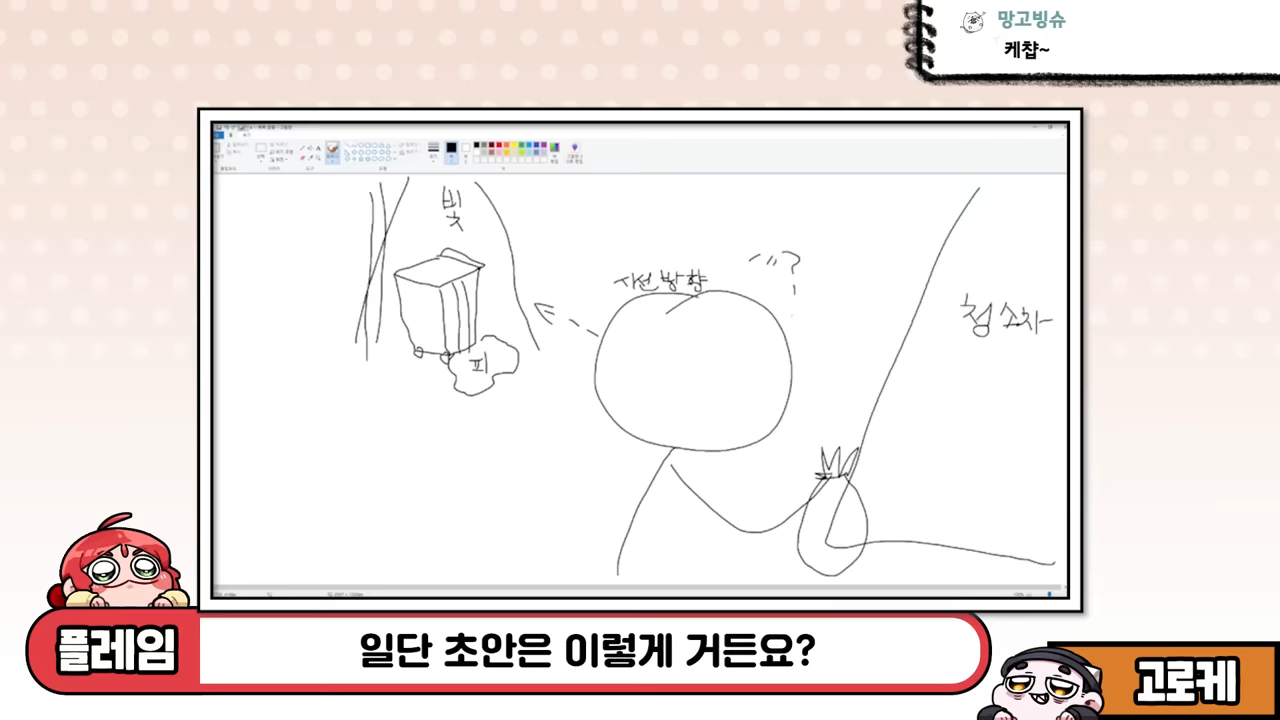 망고빙슈
케챱~
빛
시선 방향
?
피
청소차
플레임
일단 초안은 이렇게 거든요?
고로케